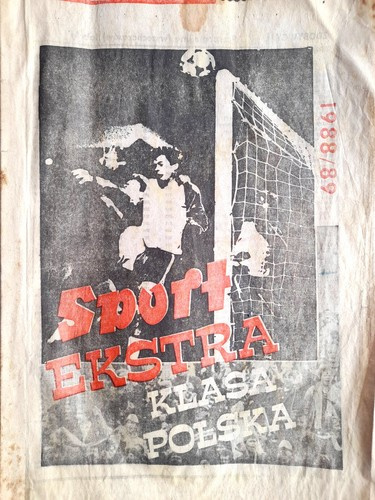 1988/89
Sport
EKSTRA
KLASA
POLSKA